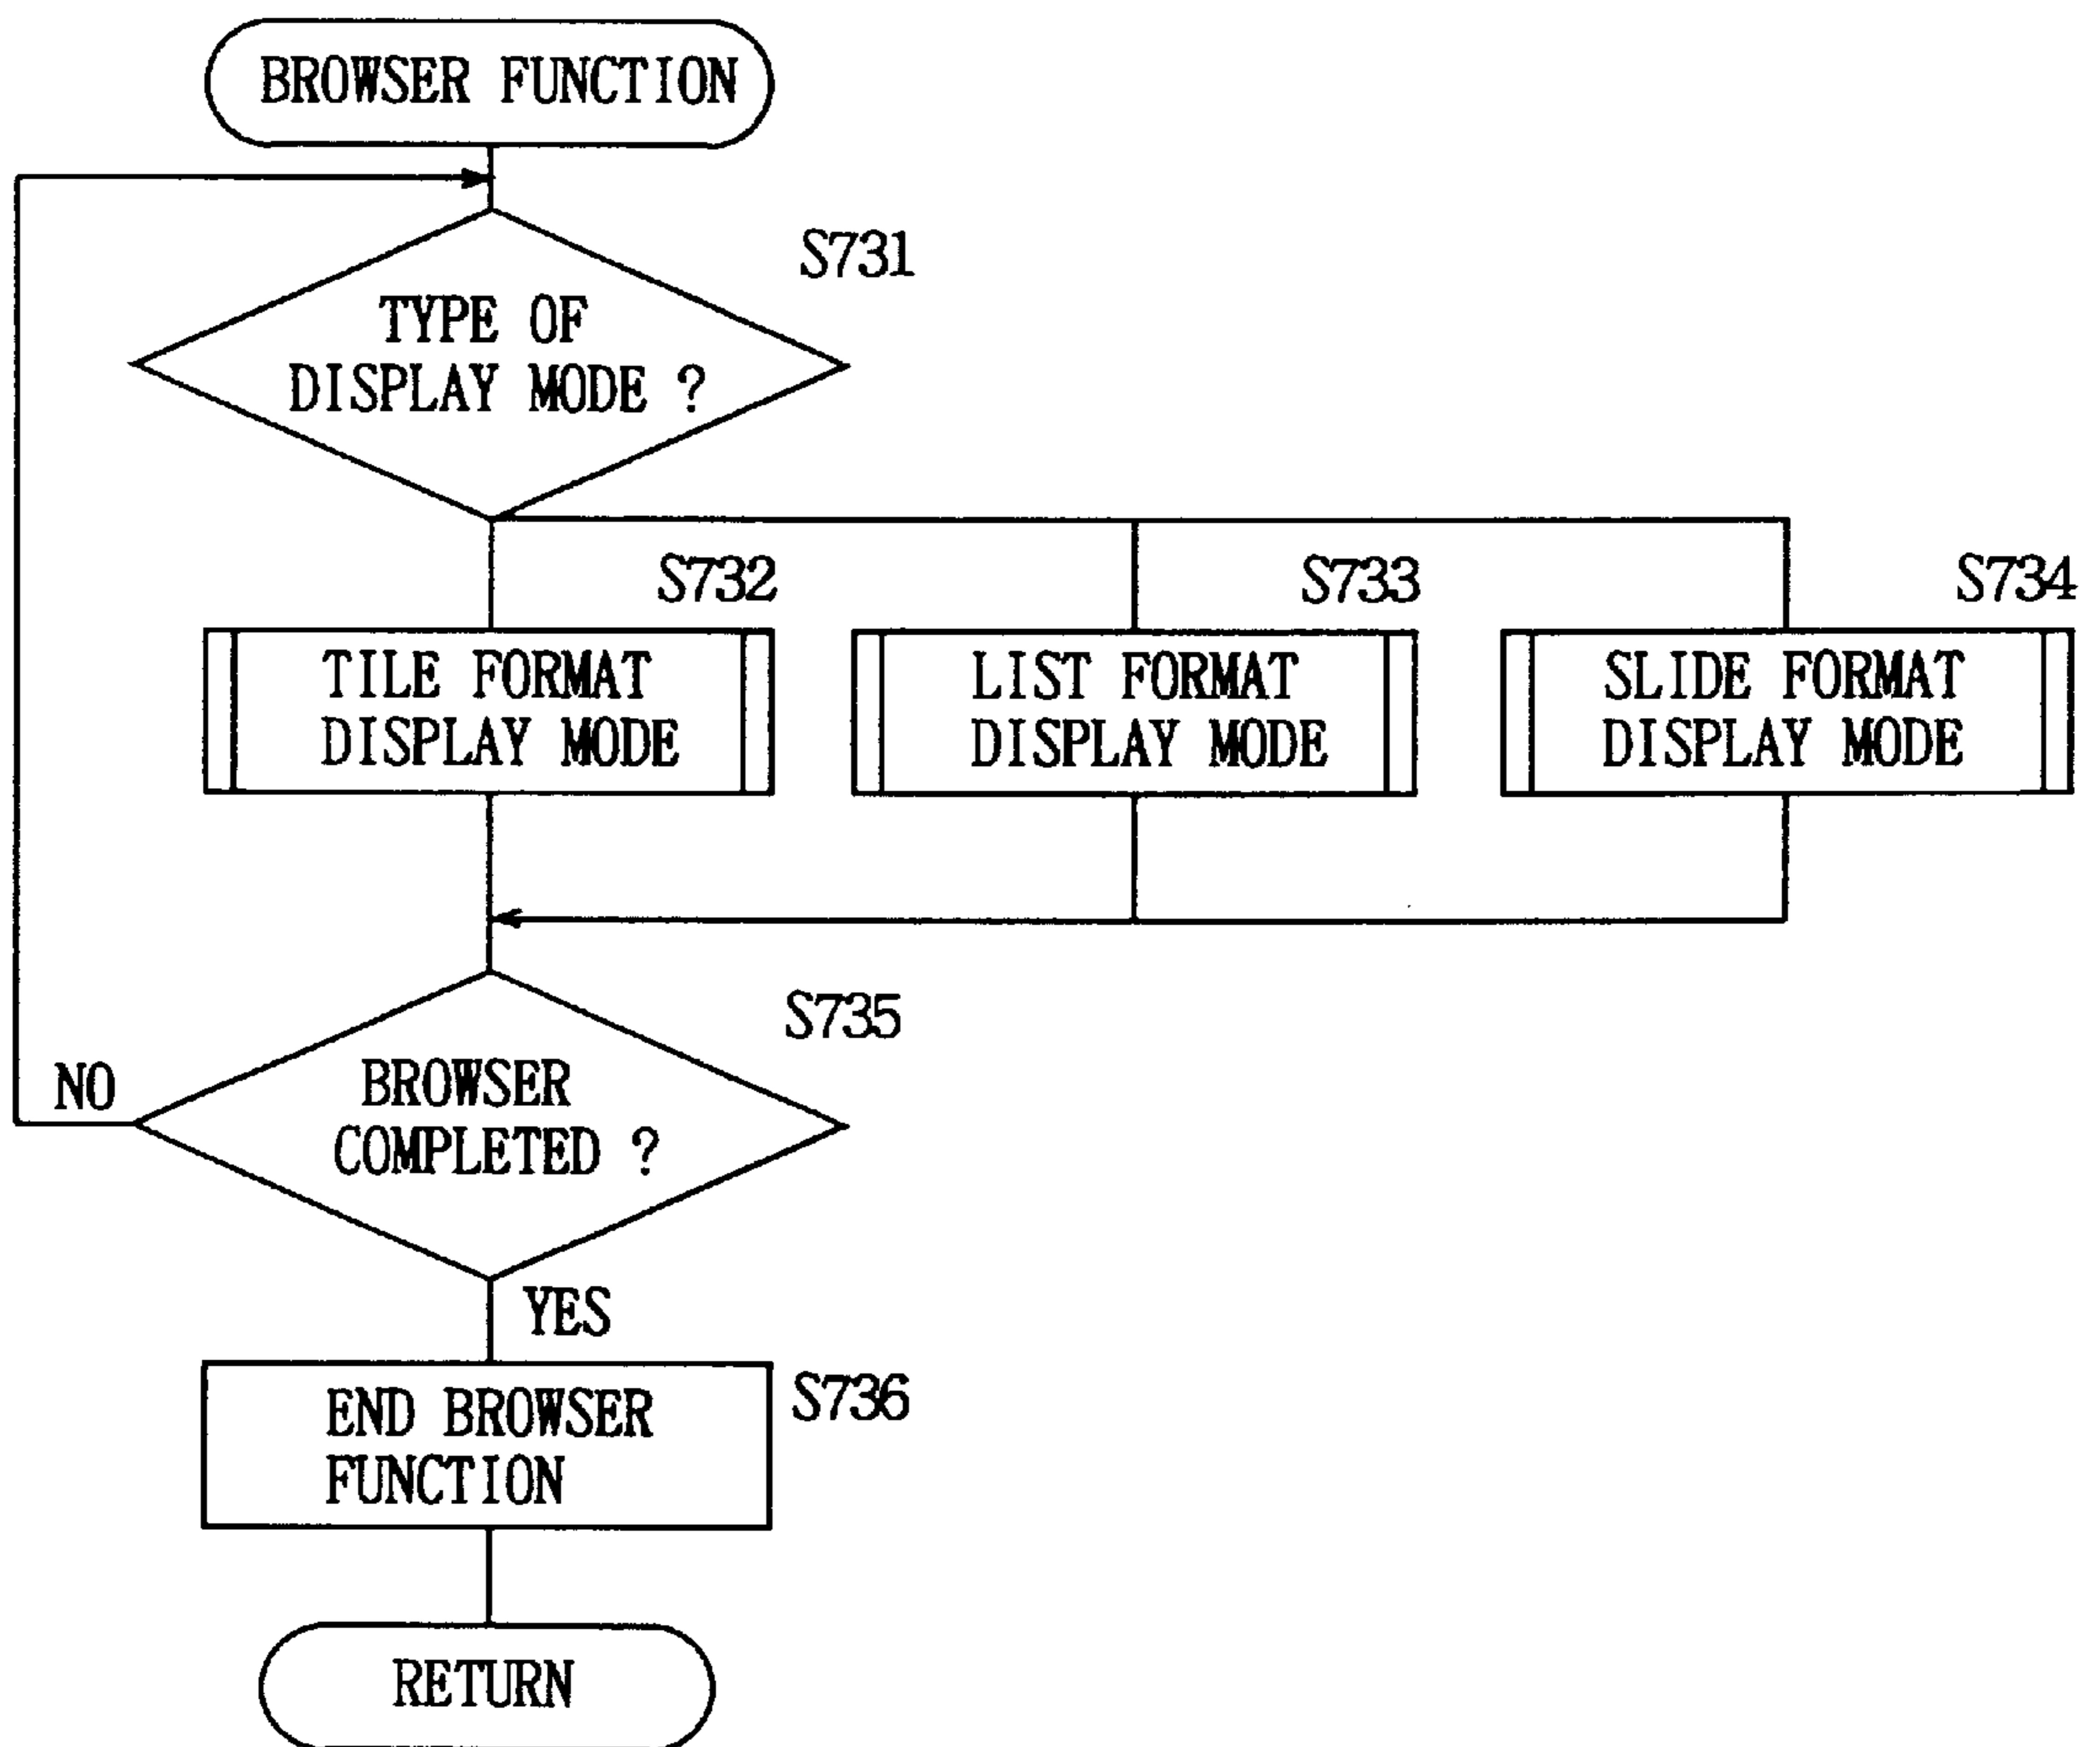 BROWSER FUNCTION
S731
TYPE OF
DISPLAY MODE ?
S732
S733
S734
TILE FORMAT
DISPLAY MODE
LIST FORMAT
DISPLAY MODE
SLIDE FORMAT
DISPLAY MODE
S735
NO
BROWSER
COMPLETED ?
YES
S736
END BROWSER
FUNCTION
RETURN